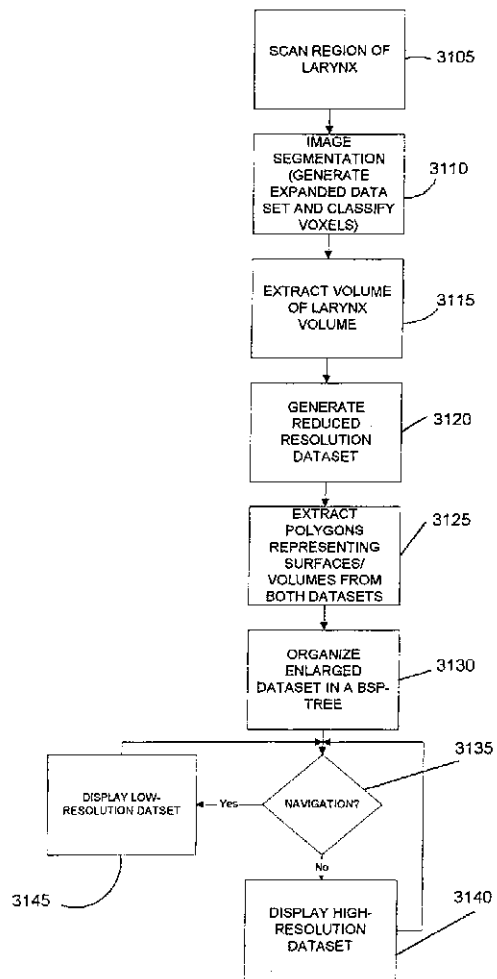 SCAN REGION OF
LARYNX
3105
IMAGE
SEGMENTATION
(GENERATE
EXPANDED DATA
SET AND CLASSIFY
VOXELS)
3110
EXTRACT VOLUME
OF LARYNX
VOLUME
3115
GENERATE
REDUCED
RESOLUTION
DATASET
3120
EXTRACT
POLYGONS
REPRESENTING
SURFACES/
VOLUMES FROM
BOTH DATASETS
3125
ORGANIZE
ENLARGED
DATASET IN A BSP-
TREE
3130
3135
DISPLAY LOW-
RESOLUTION DATSET
Yes
NAVIGATION?
No
3145
DISPLAY HIGH-
RESOLUTION
DATASET
3140